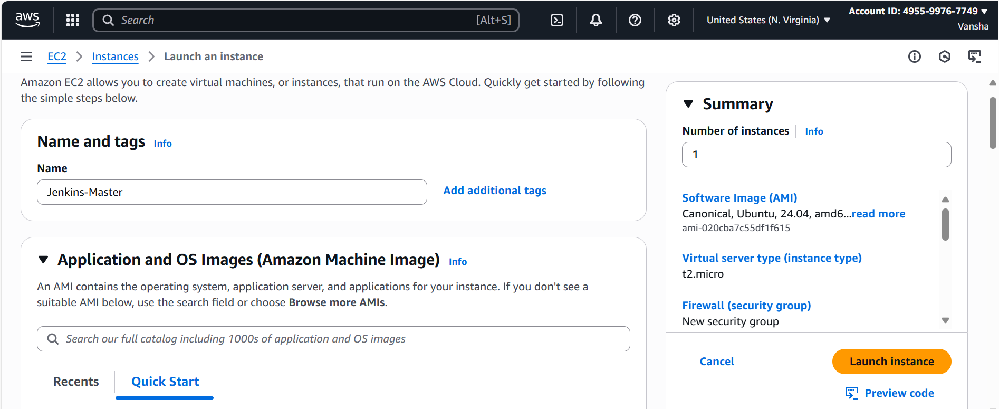 aws
Search [Alt+S]
United States (N. Virginia)
Account ID: 4955-9976-7749
Vansha
EC2 Instances Launch an instance
Amazon EC2 allows you to create virtual machines, or instances, that run on the AWS Cloud. Quickly get started by following
the simple steps below.
Name and tags Info
Name
Jenkins-Master
Add additional tags
Application and OS Images (Amazon Machine Image) Info
An AMI contains the operating system, application server, and applications for your instance. If you don't see a
suitable AMI below, use the search field or choose Browse more AMIs.
Search our full catalog including 1000s of application and OS images
Recents Quick Start
Summary
Number of instances Info
1
Software Image (AMI)
Canonical, Ubuntu, 24.04, amd6...read more
ami-020cba7c55df1f615
Virtual server type (instance type)
t2.micro
Firewall (security group)
New security group
Cancel Launch instance
Preview code